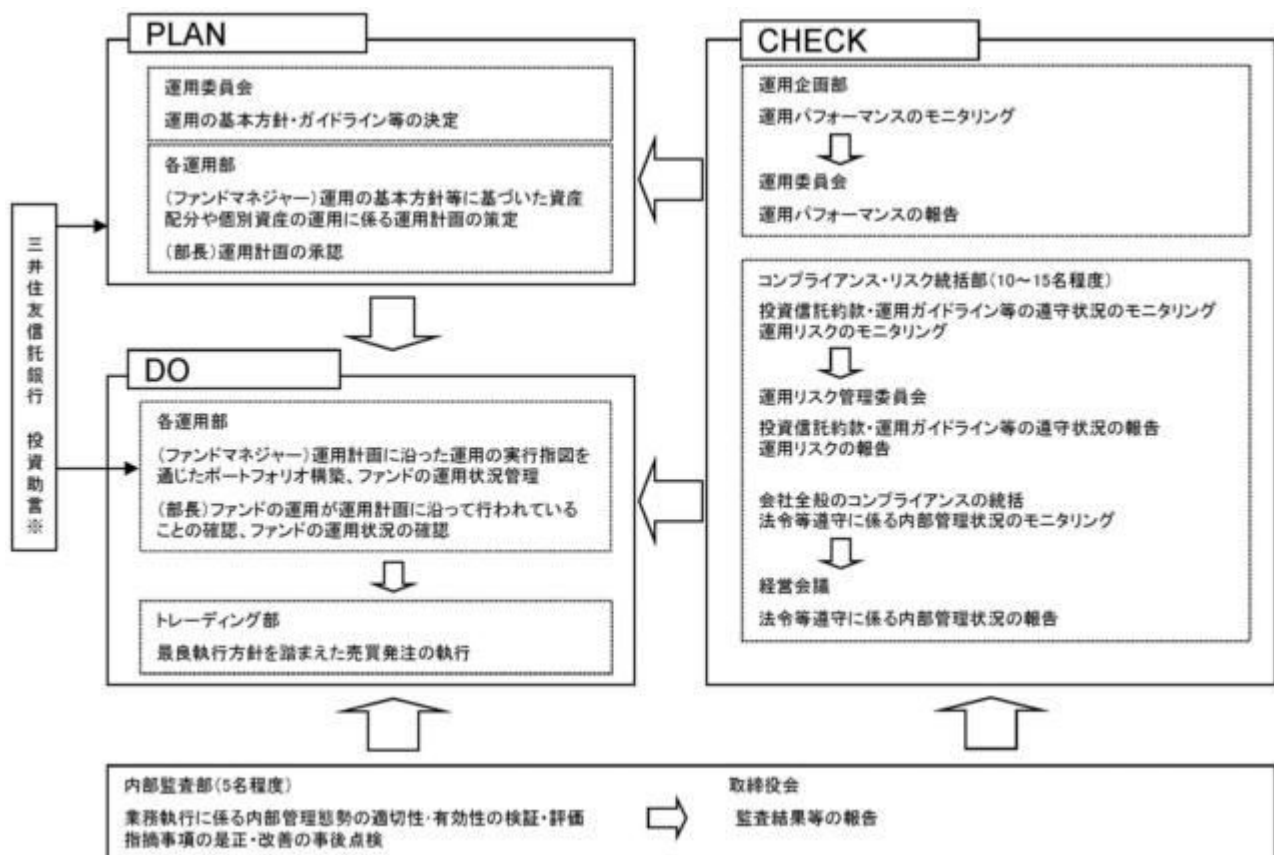 PLAN
運用委員会
運用の基本方針・ガイドライン等の決定
各運用部
(ファンドマネジャー)運用の基本方針等に基づいた資産
配分や個別資産の運用に係る運用計画の策定
(部長)運用計画の承認
三井住友信託銀行 投資助言※
DO
各運用部
(ファンドマネジャー)運用計画に沿った運用の実行指図を
通じたポートフォリオ構築、ファンドの運用状況管理
(部長)ファンドの運用が運用計画に沿って行われている
ことの確認、ファンドの運用状況の確認
トレーディング部
最良執行方針を踏まえた売買発注の執行
CHECK
運用企画部
運用パフォーマンスのモニタリング
運用委員会
運用パフォーマンスの報告
コンプライアンス・リスク統括部(10～15名程度)
投資信託約款・運用ガイドライン等の遵守状況のモニタリング
運用リスクのモニタリング
運用リスク管理委員会
投資信託約款・運用ガイドライン等の遵守状況の報告
運用リスクの報告
会社全般のコンプライアンスの統括
法令等遵守に係る内部管理状況のモニタリング
経営会議
法令等遵守に係る内部管理状況の報告
内部監査部(5名程度)
業務執行に係る内部管理態勢の適切性・有効性の検証・評価
指摘事項の是正・改善の事後点検
取締役会
監査結果等の報告